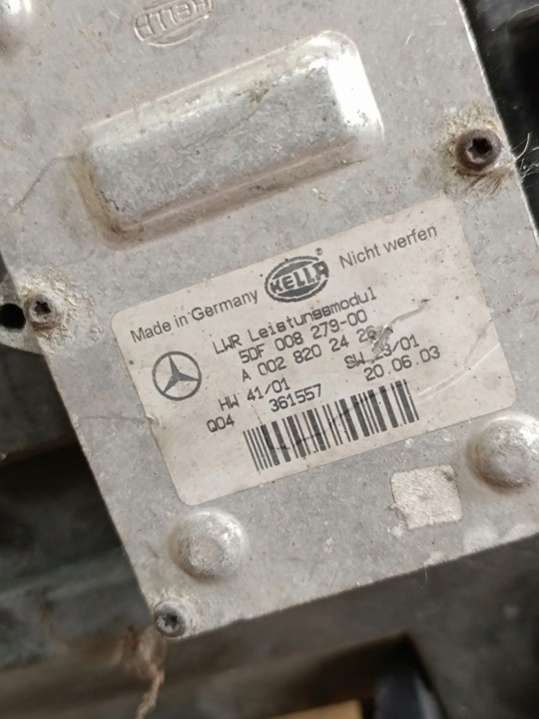 HELLA
Made in Germany HELLA ® Nicht werfen
LWR Leistungsmodul
5DF 008 279-00
A 002 820 24 26
HW 41/01 SW 23/01
Q04 361557 20.06.03